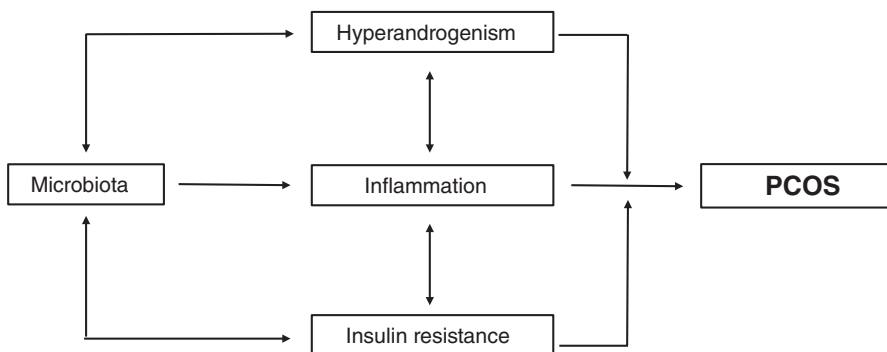 Hyperandrogenism
Microbiota
Inflammation
PCOS
Insulin resistance